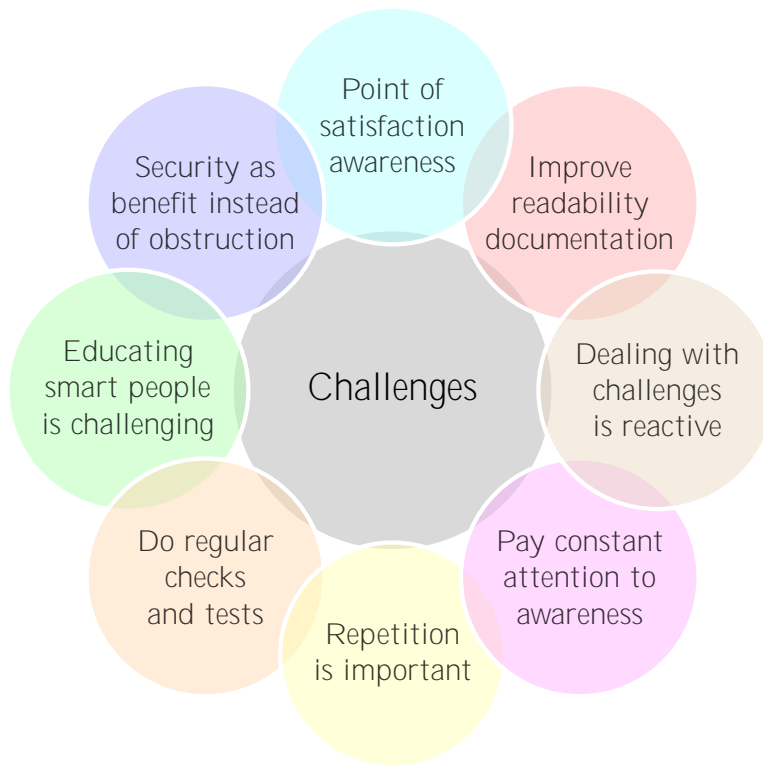 Point of
satisfaction
awareness
Improve
readability
documentation
Dealing with
challenges
is reactive
Pay constant
attention to
awareness
Repetition
is important
Do regular
checks
and tests
Educating
smart people
is challenging
Security as
benefit instead
of obstruction
Challenges